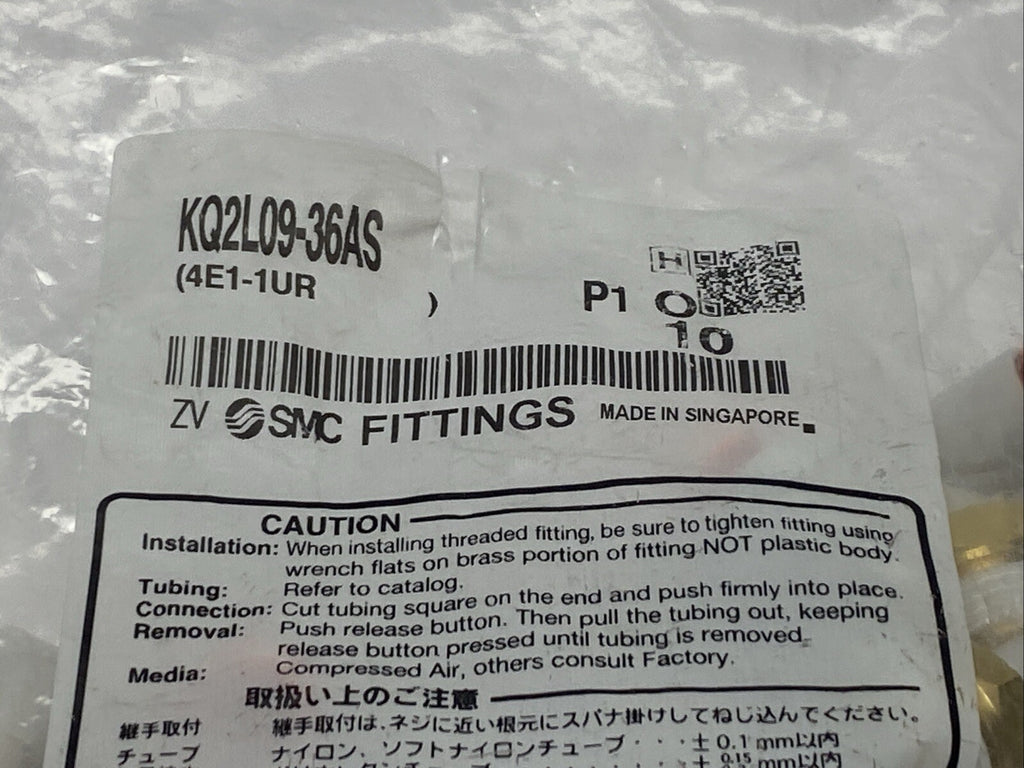 KQ2L09-36AS
(4E1-1UR )
H
P1 O
10
ZV SMC FITTINGS MADE IN SINGAPORE
CAUTION
Installation: When installing threaded fitting, be sure to tighten fitting using
wrench flats on brass portion of fitting NOT plastic body.
Tubing: Refer to catalog.
Connection: Cut tubing square on the end and push firmly into place.
Removal: Push release button. Then pull the tubing out, keeping
release button pressed until tubing is removed.
Media: Compressed Air, others consult Factory.
取扱い上のご注意
継手取付 継手取付は、ネジに近い根元にスパナ掛けしてねじ込んでください。
チューブ ナイロン、ソフトナイロンチューブ・・・± 0.1 mm以内